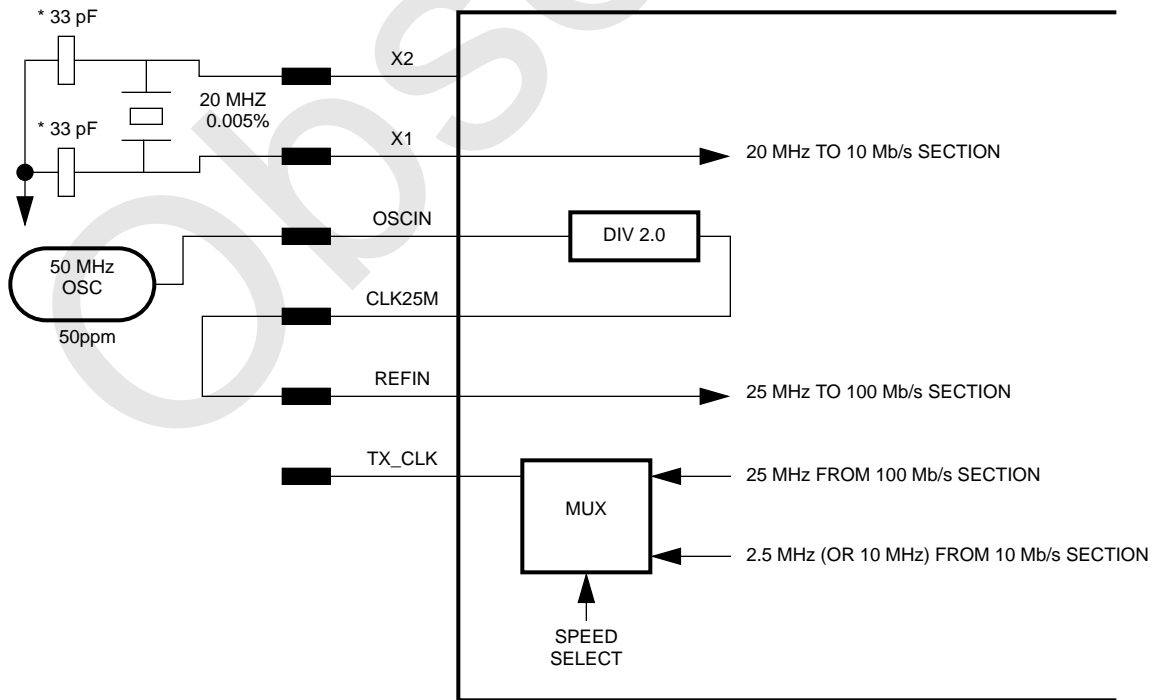 * 33 pF
X2
20 MHZ
0.005%
* 33 pF
X1
20 MHz TO 10 Mb/s SECTION
OSCIN
DIV 2.0
50 MHz
OSC
CLK25M
50ppm
REFIN
25 MHz TO 100 Mb/s SECTION
TX_CLK
25 MHz FROM 100 Mb/s SECTION
MUX
2.5 MHz (OR 10 MHz) FROM 10 Mb/s SECTION
SPEED
SELECT
Obs